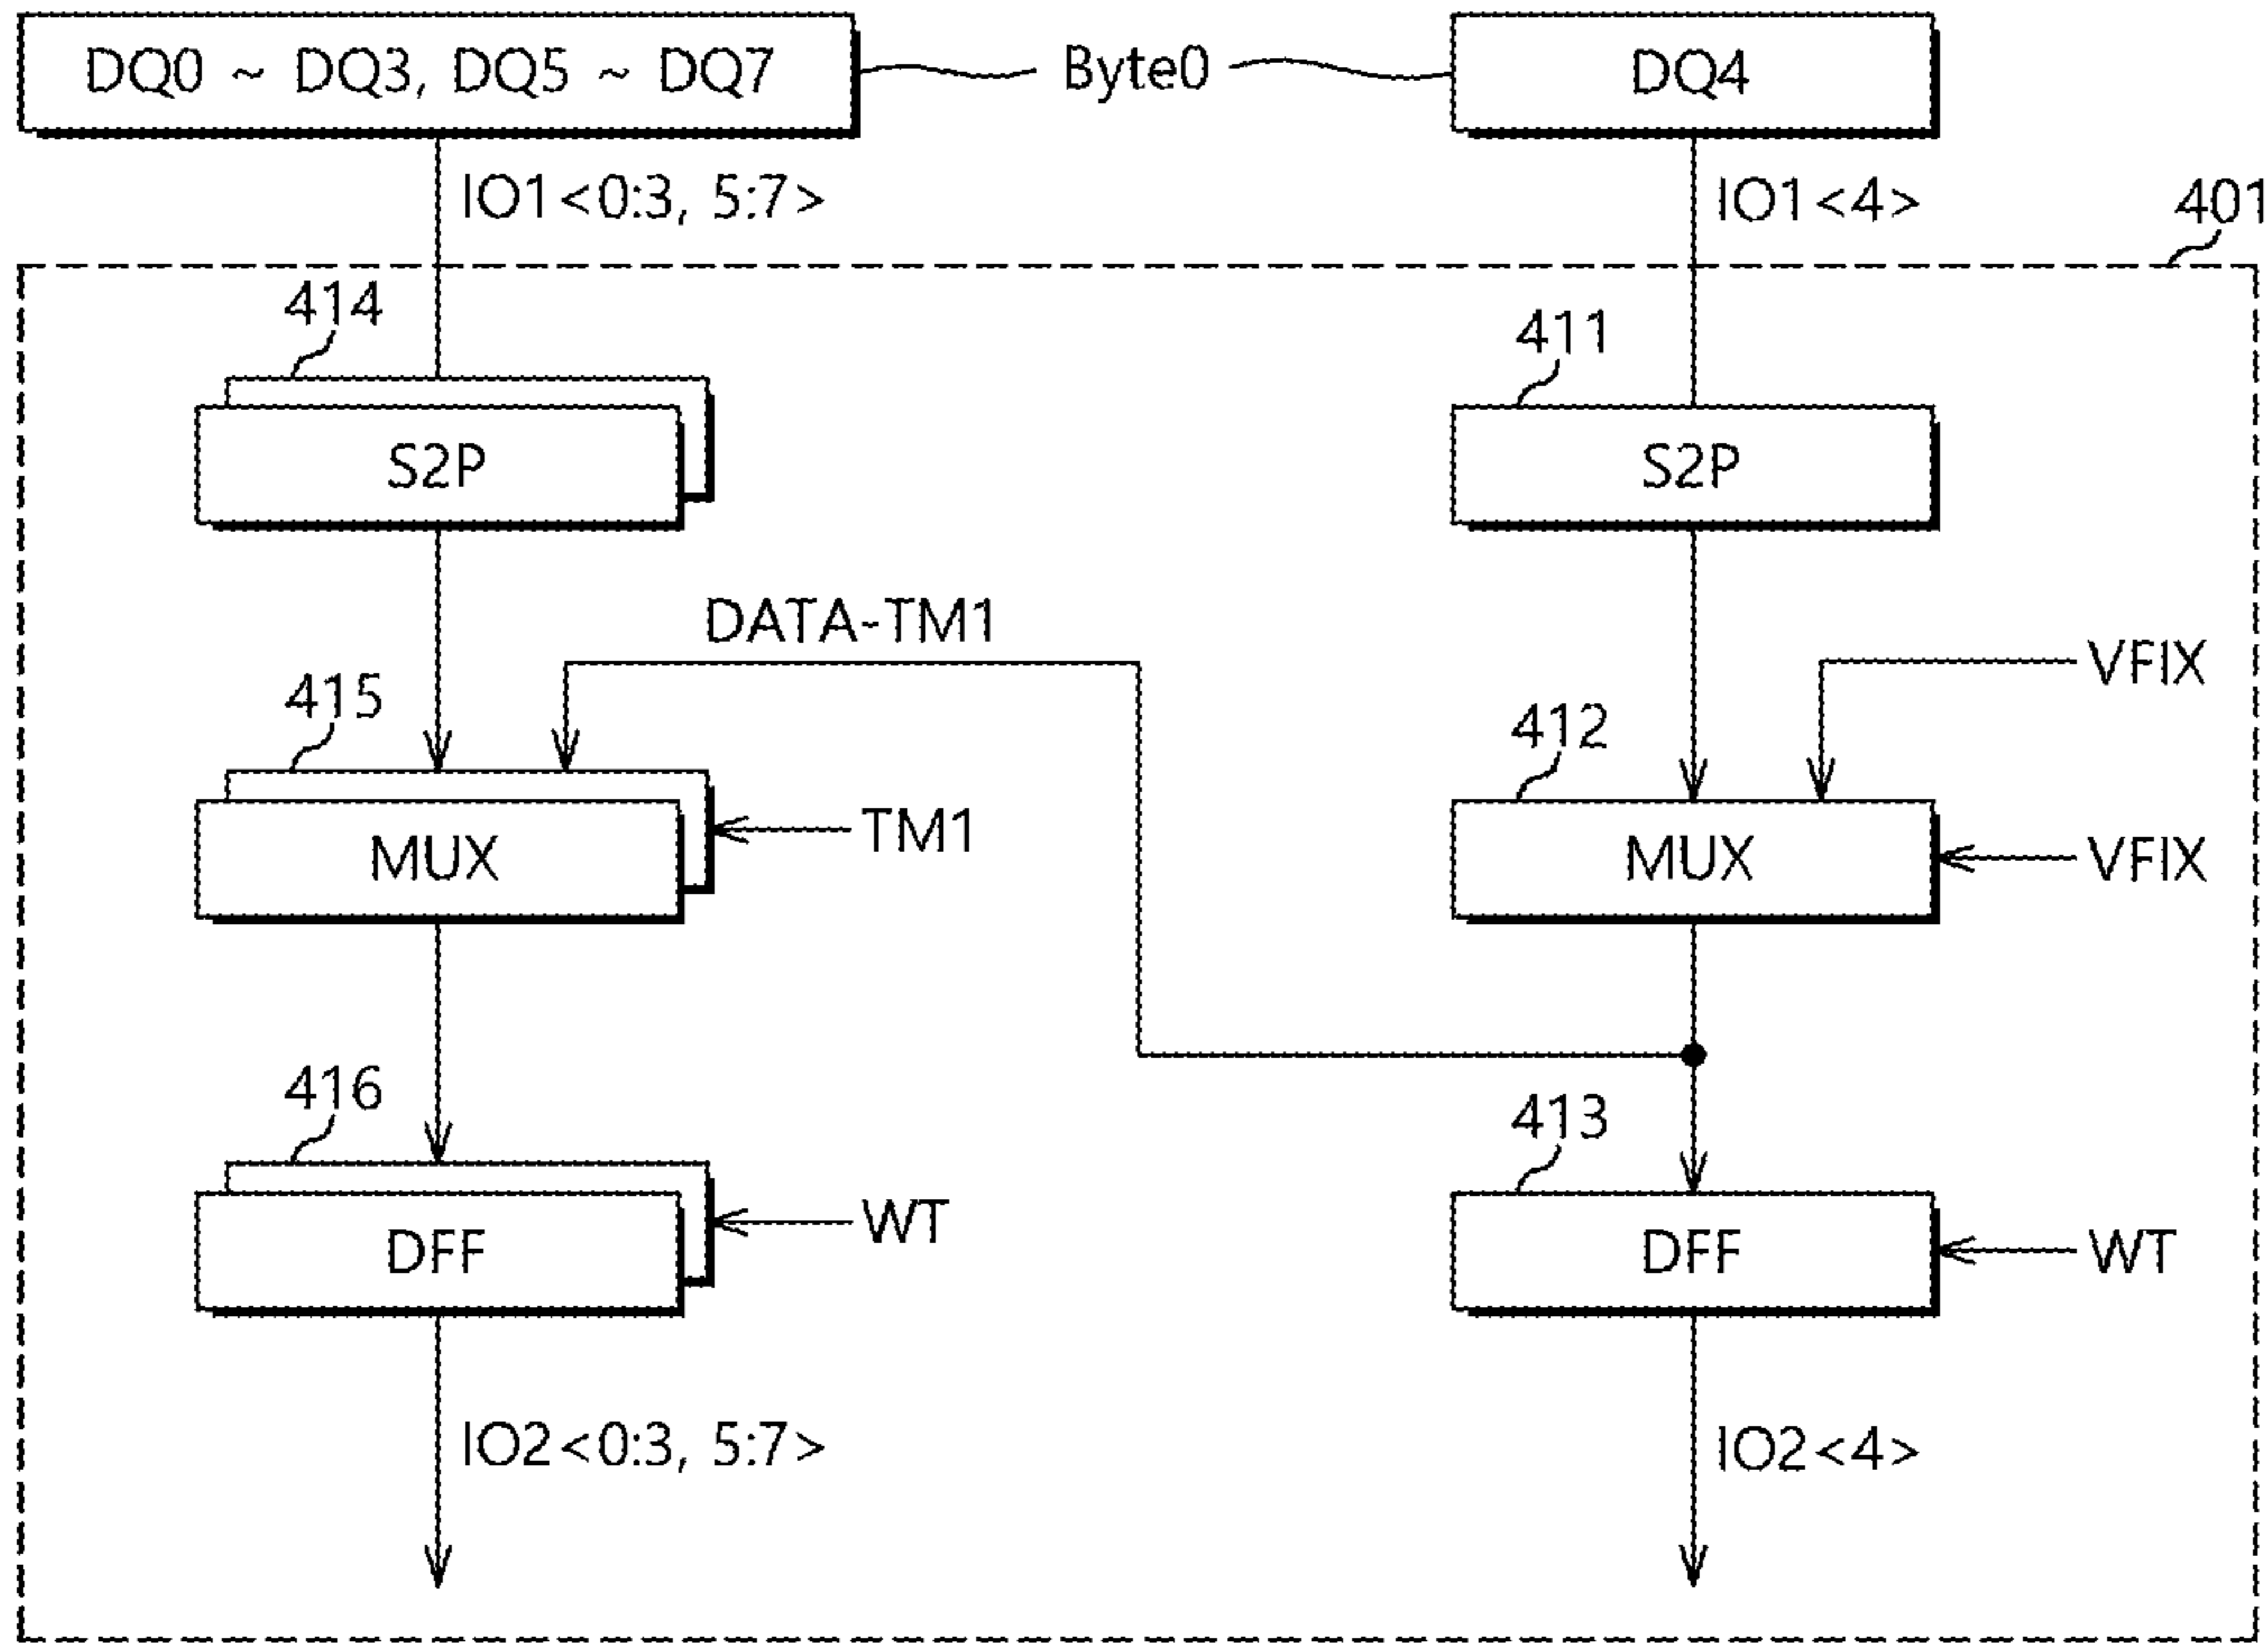 DQ0 ~ DQ3, DQ5 ~ DQ7
Byte0
DQ4
IO1<0:3, 5:7>
IO1<4>
401
414
411
S2P
S2P
DATA-TM1
VFIX
415
412
TM1
MUX
MUX
VFIX
416
413
WT
DFF
DFF
WT
IO2<0:3, 5:7>
IO2<4>